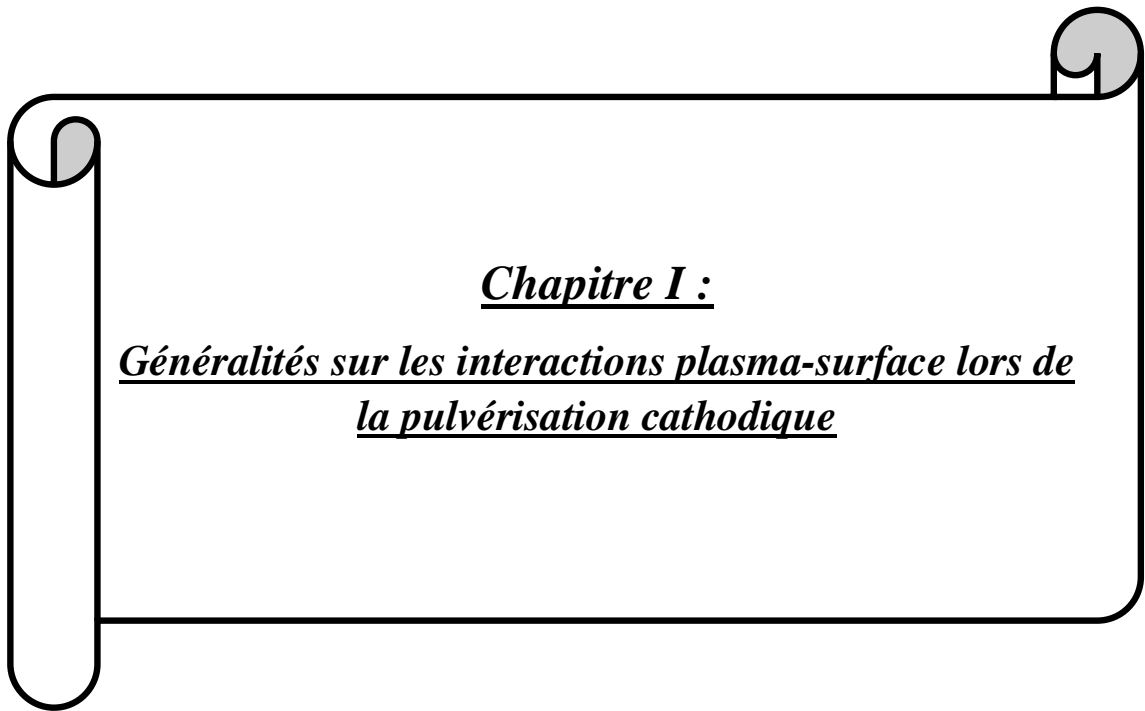 Chapitre I :
Généralités sur les interactions plasma-surface lors de
la pulvérisation cathodique